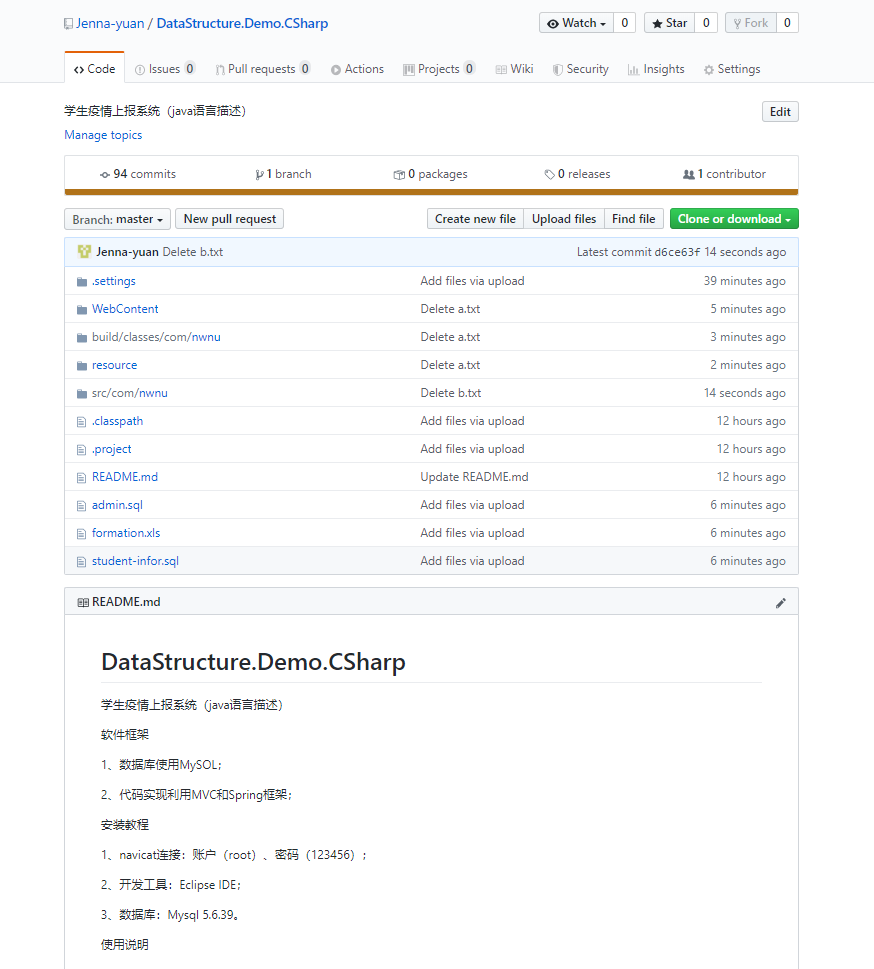 Jenna-yuan / DataStructure.Demo.CSharp
Watch 0 Star 0 Fork 0
Code Issues 0 Pull requests 0 Actions Projects 0 Wiki Security Insights Settings
学生疫情上报系统（java语言描述） Edit
Manage topics
94 commits 1 branch 0 packages 0 releases 1 contributor
Branch: master New pull request Create new file Upload files Find file Clone or download
Jenna-yuan Delete b.txt Latest commit d6ce63f 14 seconds ago
.settings Add files via upload 39 minutes ago
WebContent Delete a.txt 5 minutes ago
build/classes/com/nwnu Delete a.txt 3 minutes ago
resource Delete a.txt 2 minutes ago
src/com/nwnu Delete b.txt 14 seconds ago
.classpath Add files via upload 12 hours ago
.project Add files via upload 12 hours ago
README.md Update README.md 12 hours ago
admin.sql Add files via upload 6 minutes ago
formation.xls Add files via upload 6 minutes ago
student-infor.sql Add files via upload 6 minutes ago
README.md
DataStructure.Demo.CSharp
学生疫情上报系统（java语言描述）
软件框架
1、数据库使用MySOL;
2、代码实现利用MVC和Spring框架;
安装教程
1、navicat连接：账户（root）、密码（123456）;
2、开发工具：Eclipse IDE;
3、数据库：Mysql 5.6.39。
使用说明